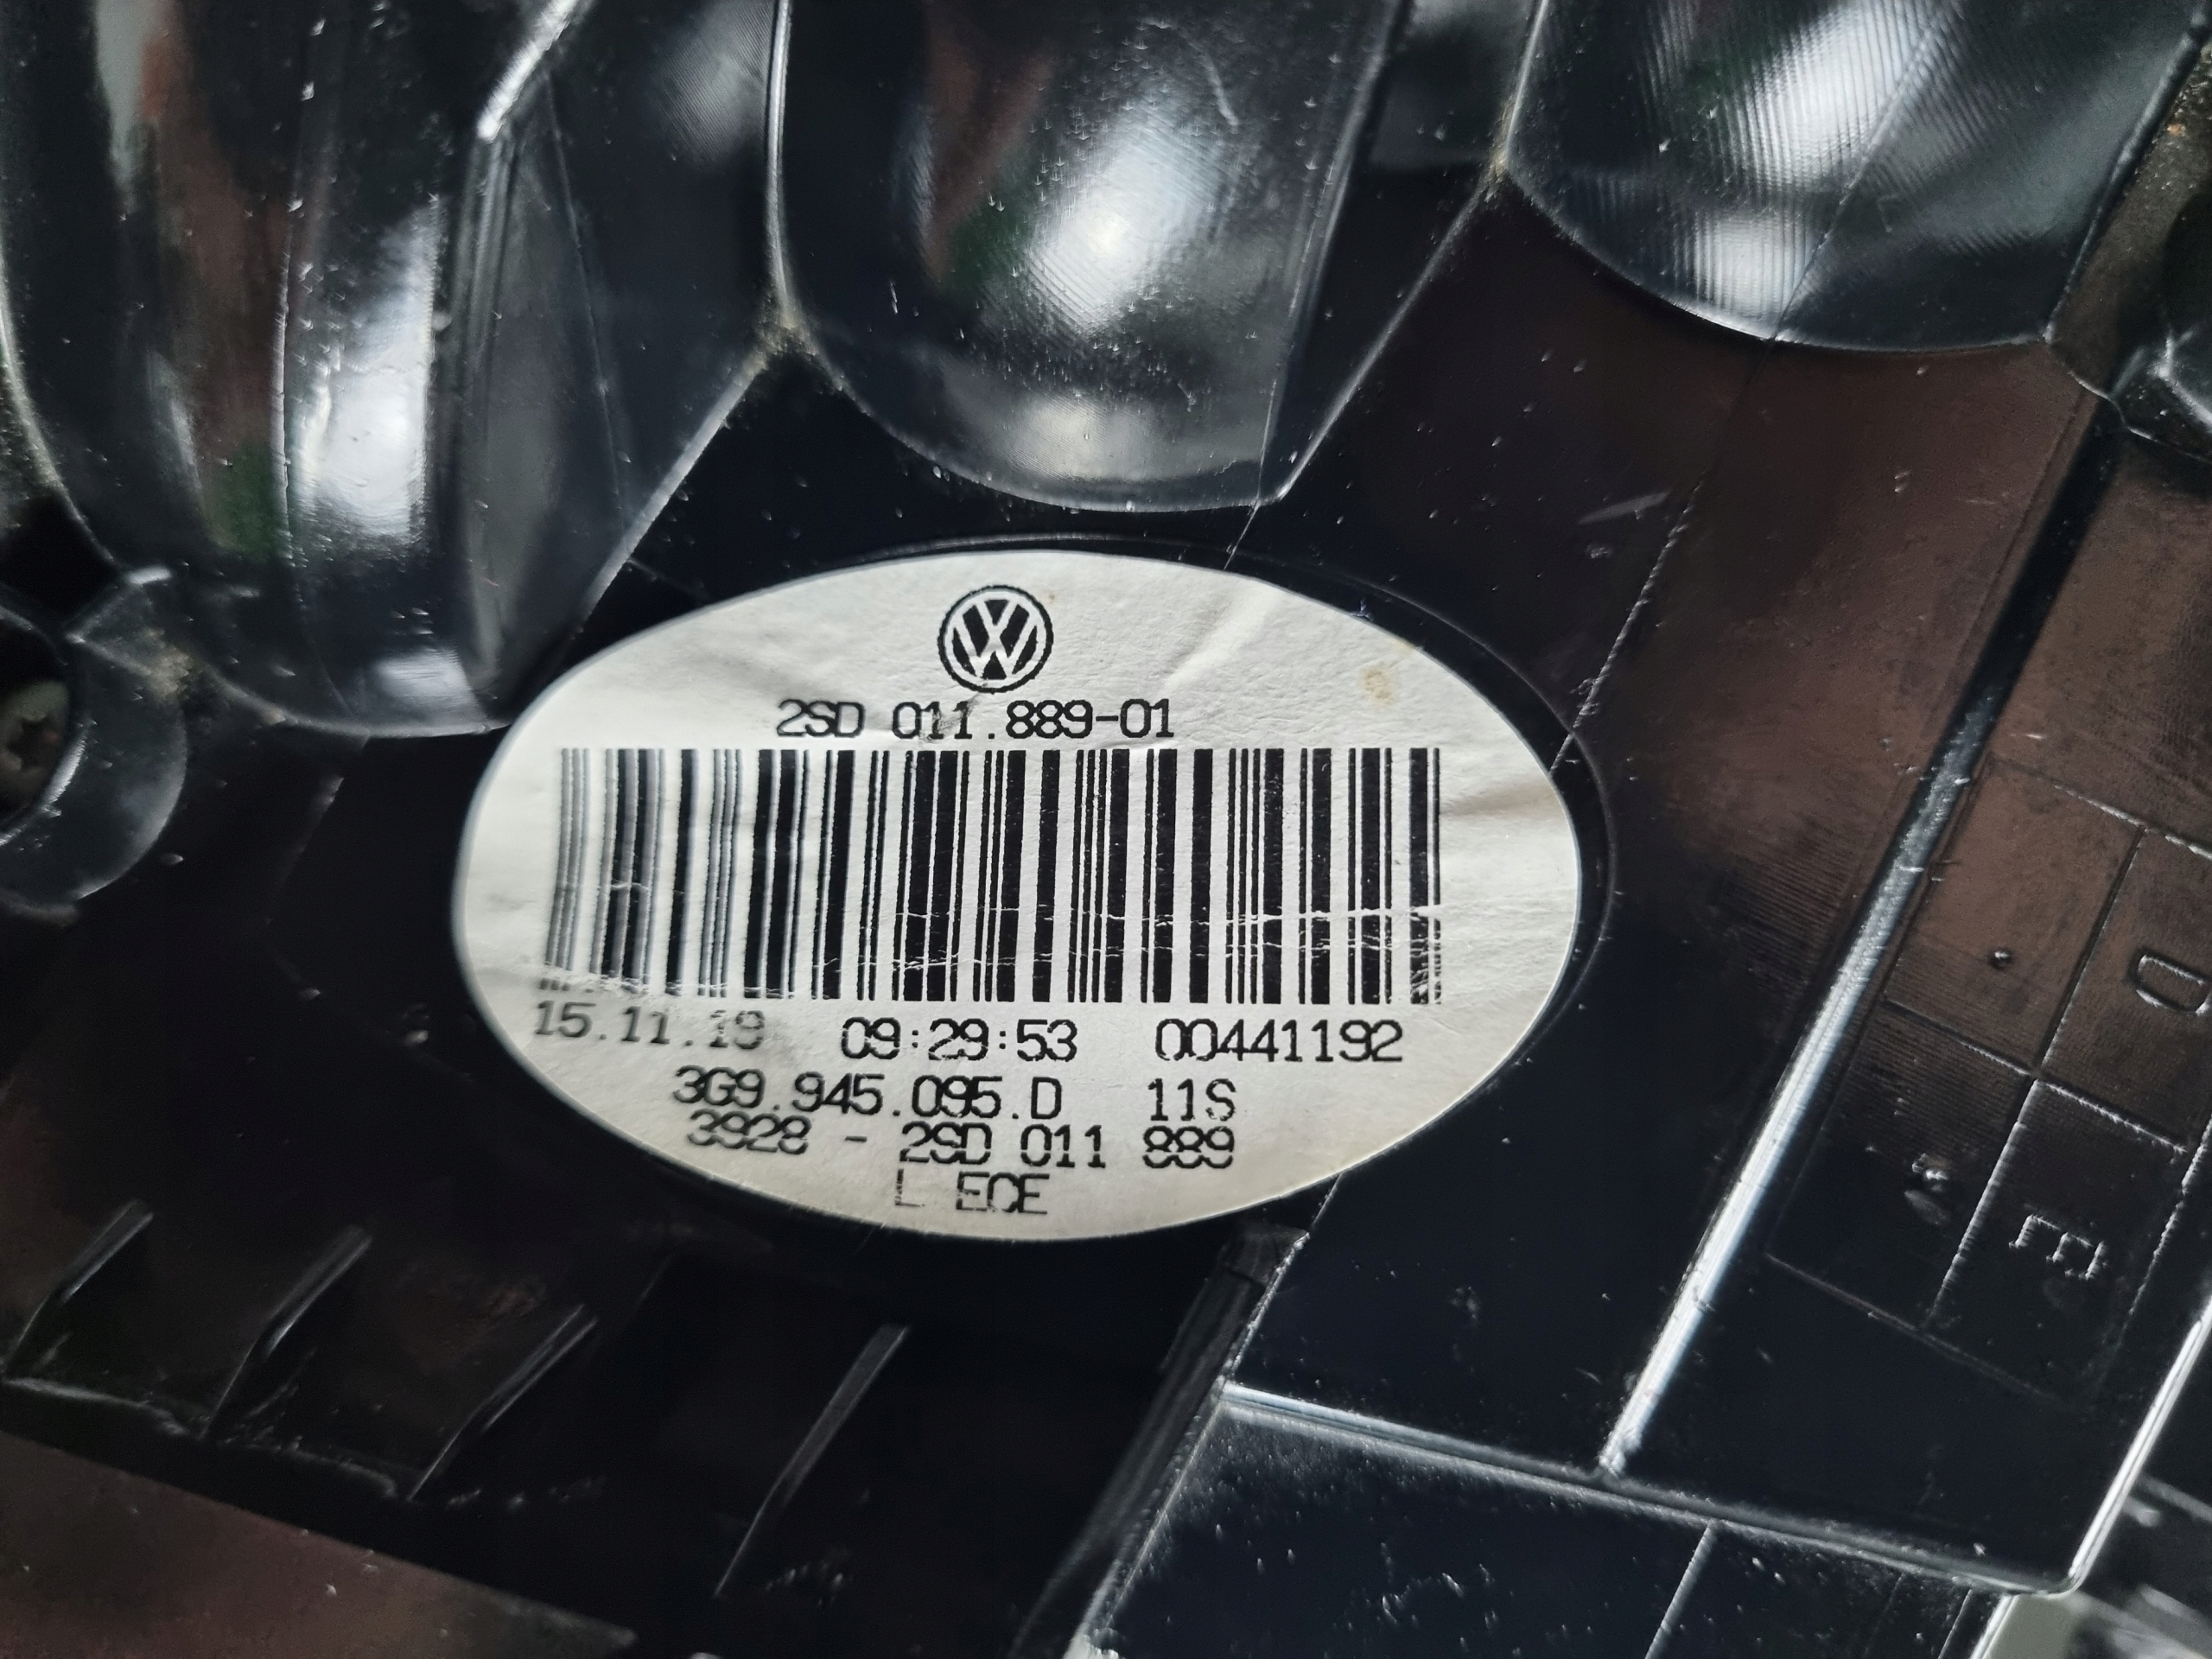 2SD 011.889-01
15.11.19 09:29:53 00441192
3G9.945.095.D 11S
3928 - 2SD 011 889
L ECE
D
E